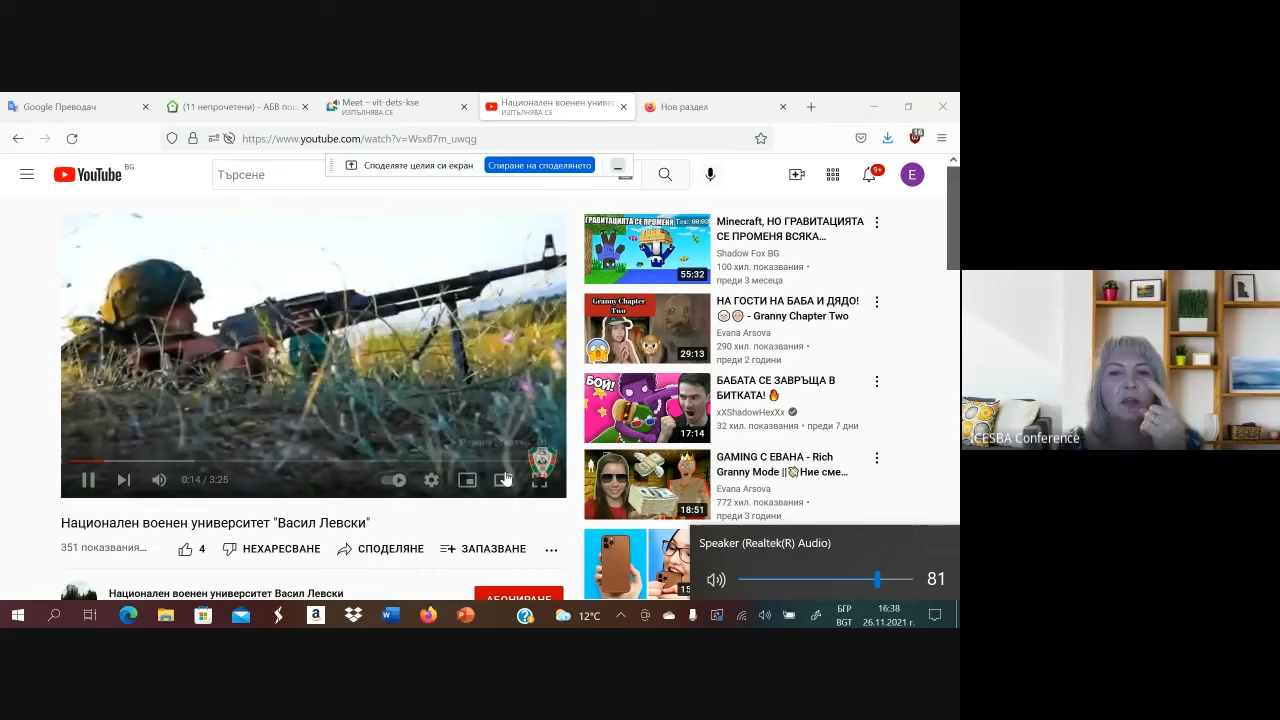 Google Преводач
(11 непрочетени) - АБВ пощ
Meet – vit-dets-kse
ИЗПЪЛНЯВА СЕ
Национален военен универ
ИЗПЪЛНЯВА СЕ
Нов раздел
https://www.youtube.com/watch?v=Wsx87m_uwqg
16
YouTube BG
Търсене
Споделяте целия си екран
Спиране на споделянето
9+
E
0:14 / 3:25
Национален военен университет "Васил Левски"
351 показвания...
4
НЕХАРЕСВАНЕ
СПОДЕЛЯНЕ
ЗАПАЗВАНЕ
Национален военен университет Васил Левски
АБОНИРАНЕ
ГРАВИТАЦИЯТА СЕ ПРОМЕНЯ
55:32
Minecraft, НО ГРАВИТАЦИЯТА
СЕ ПРОМЕНЯ ВСЯКА...
Shadow Fox BG
100 хил. показвания •
преди 3 месеца
Granny Chapter
Two
29:13
НА ГОСТИ НА БАБА И ДЯДО!
- Granny Chapter Two
Evana Arsova
290 хил. показвания •
преди 2 години
БОЙ!
17:14
БАБАТА СЕ ЗАВРЪЩА В
БИТКАТА!
xXShadowHexXx
32 хил. показвания • преди 7 дни
18:51
GAMING С ЕВАНА - Rich
Granny Mode ||Ние сме...
Evana Arsova
772 хил. показвания •
преди 3 години
15
Speaker (Realtek(R) Audio)
81
12°C
БГР
BGT
16:38
26.11.2021 г.
ICESBA Conference